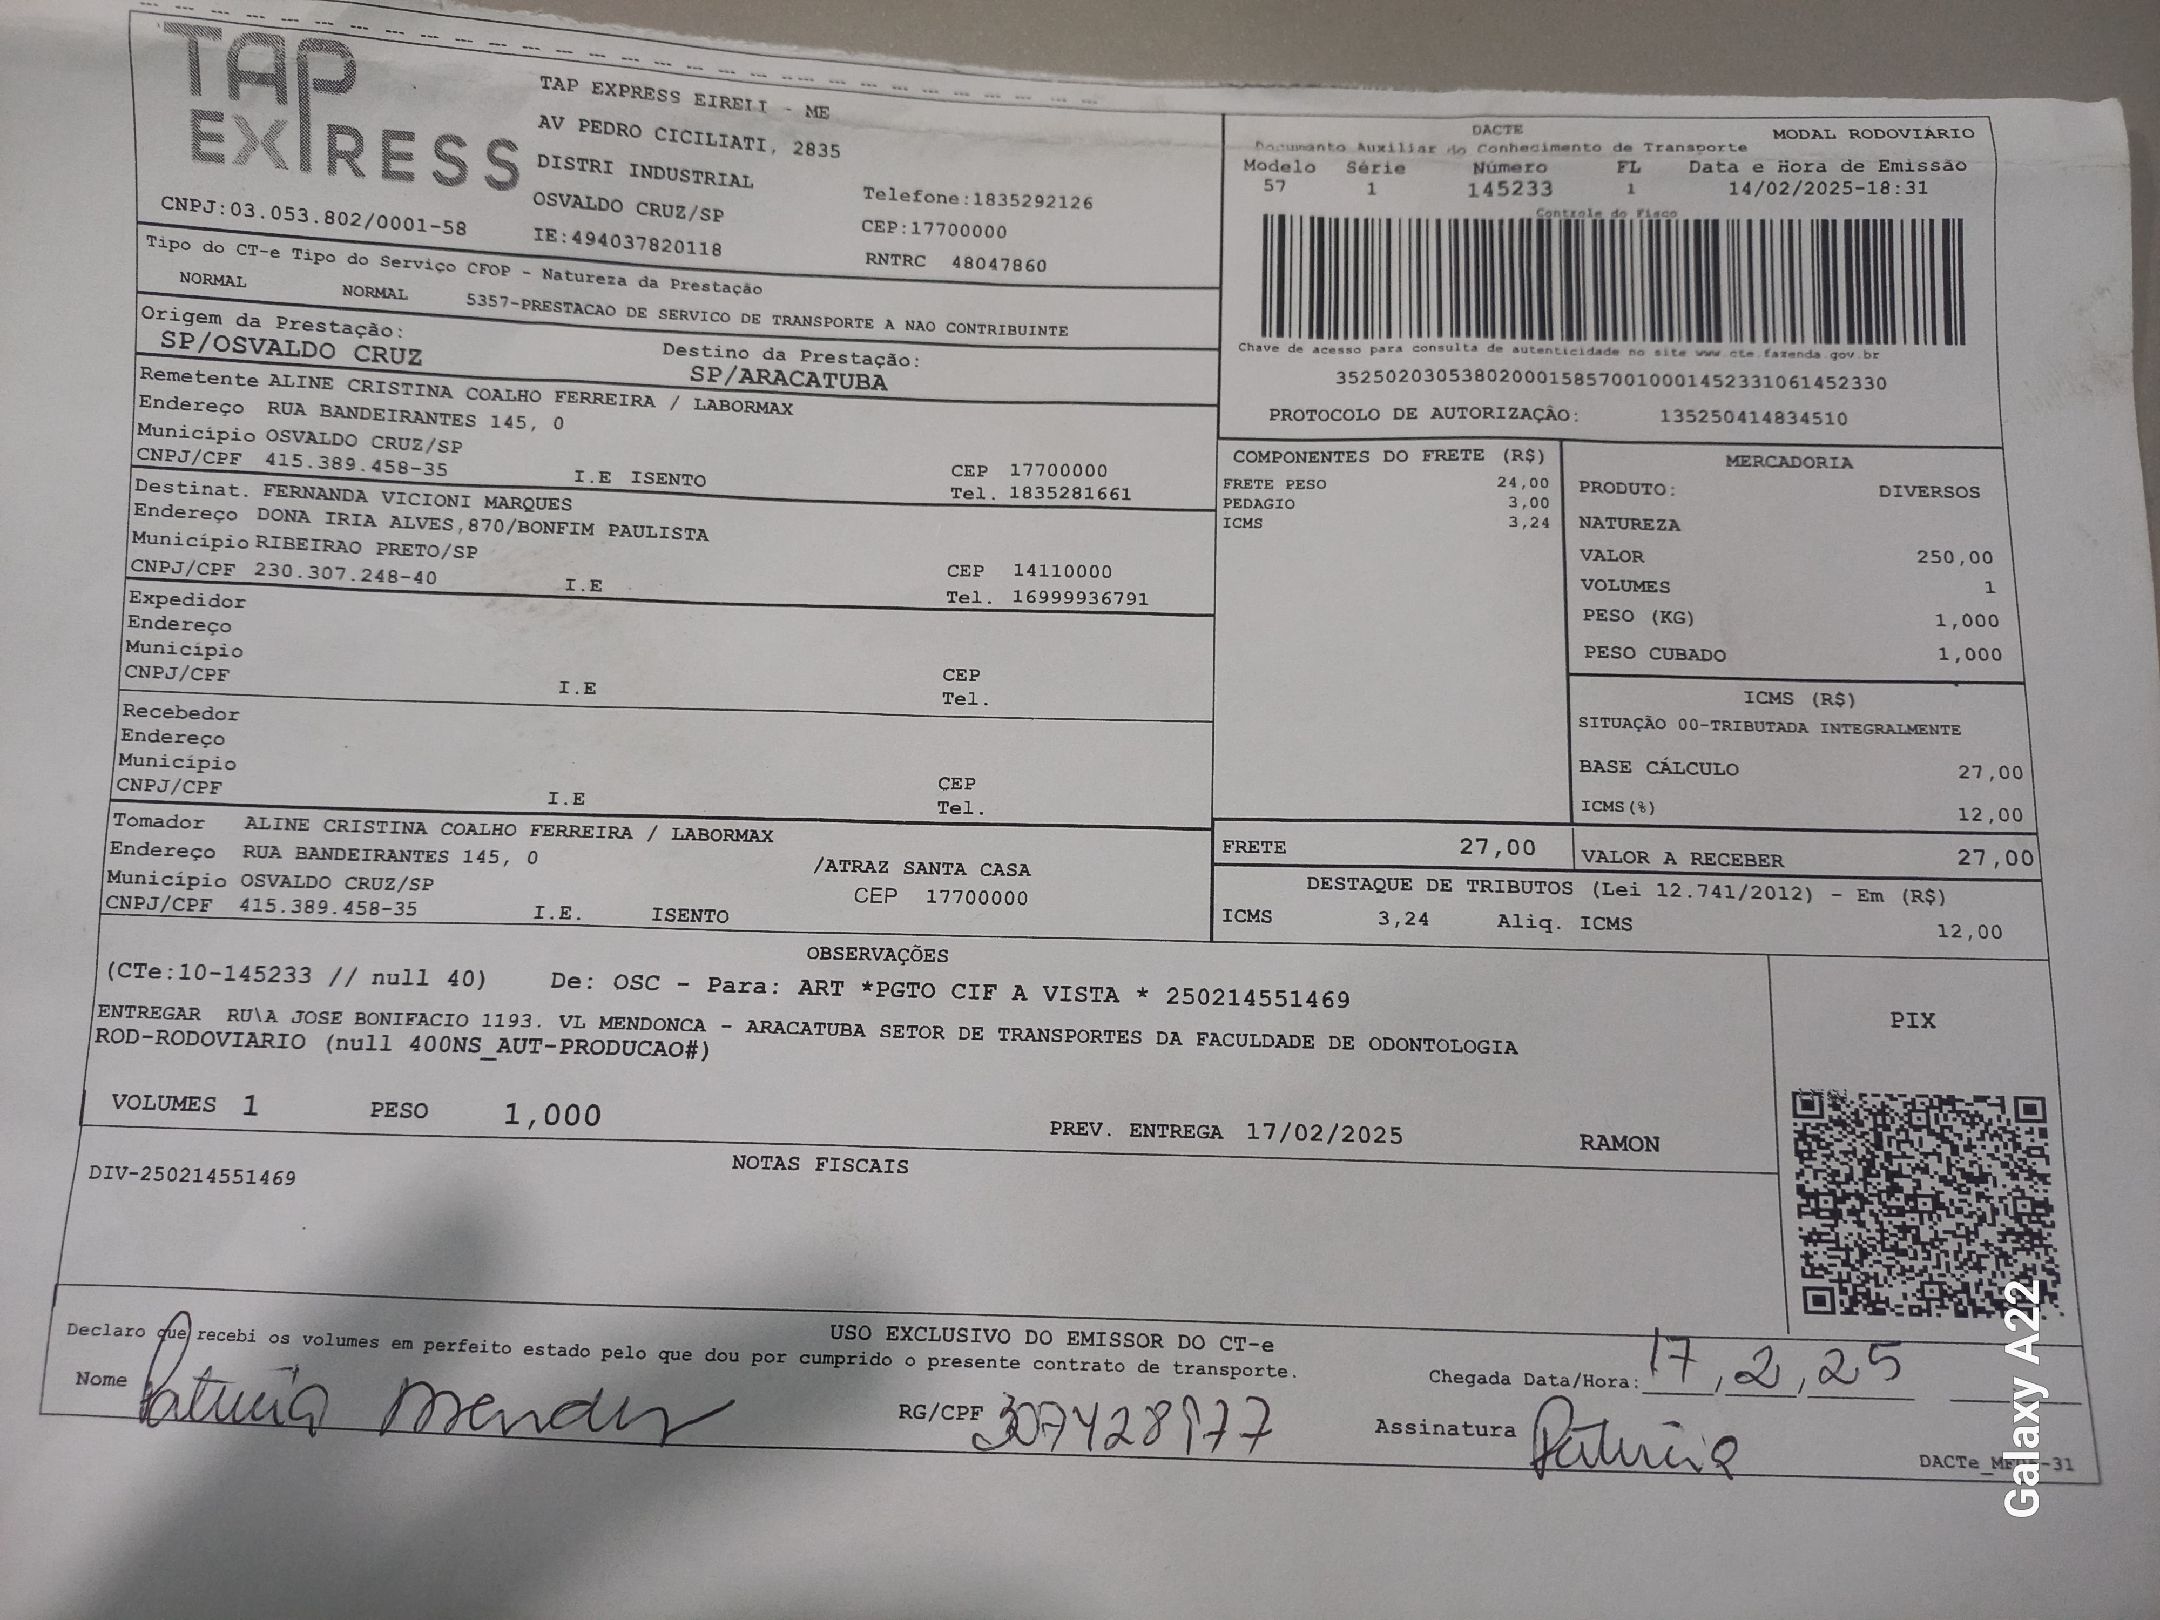 TAP EXPRESS
TAP EXPRESS EIRELI - ME
AV PEDRO CICILIATI, 2835
DISTRI INDUSTRIAL
OSVALDO CRUZ/SP
IE:494037820118
CNPJ:03.053.802/0001-58
Telefone:1835292126
CEP:17700000
RNTRC 48047860
DACTE MODAL RODOVIÁRIO
Documento Auxiliar do Conhecimento de Transporte
Modelo Série Número FL Data e Hora de Emissão
57 1 145233 1 14/02/2025-18:31
Controle do Fisco
Chave de acesso para consulta de autenticidade no site www.cte.fazenda.gov.br
35250203053802000158570010001452331061452330
PROTOCOLO DE AUTORIZAÇÃO: 135250414834510
Tipo do CT-e Tipo do Serviço CFOP - Natureza da Prestação
NORMAL NORMAL 5357-PRESTACAO DE SERVICO DE TRANSPORTE A NAO CONTRIBUINTE
Origem da Prestação: Destino da Prestação:
SP/OSVALDO CRUZ SP/ARACATUBA
Remetente ALINE CRISTINA COALHO FERREIRA / LABORMAX
Endereço RUA BANDEIRANTES 145, 0
Município OSVALDO CRUZ/SP CEP 17700000
CNPJ/CPF 415.389.458-35 I.E ISENTO Tel. 1835281661
Destinat. FERNANDA VICIONI MARQUES
Endereço DONA IRIA ALVES,870/BONFIM PAULISTA
Município RIBEIRAO PRETO/SP CEP 14110000
CNPJ/CPF 230.307.248-40 I.E Tel. 16999936791
Expedidor
Endereço
Município CEP
CNPJ/CPF I.E Tel.
Recebedor
Endereço
Município CEP
CNPJ/CPF I.E Tel.
Tomador ALINE CRISTINA COALHO FERREIRA / LABORMAX
Endereço RUA BANDEIRANTES 145, 0 /ATRAZ SANTA CASA
Município OSVALDO CRUZ/SP CEP 17700000
CNPJ/CPF 415.389.458-35 I.E. ISENTO
COMPONENTES DO FRETE (R$)
FRETE PESO 24,00
PEDAGIO 3,00
ICMS 3,24
MERCADORIA
PRODUTO: DIVERSOS
NATUREZA
VALOR 250,00
VOLUMES 1
PESO (KG) 1,000
PESO CUBADO 1,000
ICMS (R$)
SITUAÇÃO 00-TRIBUTADA INTEGRALMENTE
BASE CÁLCULO 27,00
ICMS(%) 12,00
FRETE 27,00 VALOR A RECEBER 27,00
DESTAQUE DE TRIBUTOS (Lei 12.741/2012) - Em (R$)
ICMS 3,24 Aliq. ICMS 12,00
OBSERVAÇÕES
(CTe:10-145233 // null 40) De: OSC - Para: ART *PGTO CIF A VISTA * 250214551469
ENTREGAR RU\A JOSE BONIFACIO 1193. VL MENDONCA - ARACATUBA SETOR DE TRANSPORTES DA FACULDADE DE ODONTOLOGIA
ROD-RODOVIARIO (null 400NS_AUT-PRODUCAO#)
PIX
VOLUMES 1 PESO 1,000 PREV. ENTREGA 17/02/2025 RAMON
NOTAS FISCAIS
DIV-250214551469
USO EXCLUSIVO DO EMISSOR DO CT-e
Declaro que recebi os volumes em perfeito estado pelo que dou por cumprido o presente contrato de transporte.
Nome Patricia Mendes RG/CPF Chegada Data/Hora: 17, 2, 25
Assinatura Patricia
-31
Galaxy A22